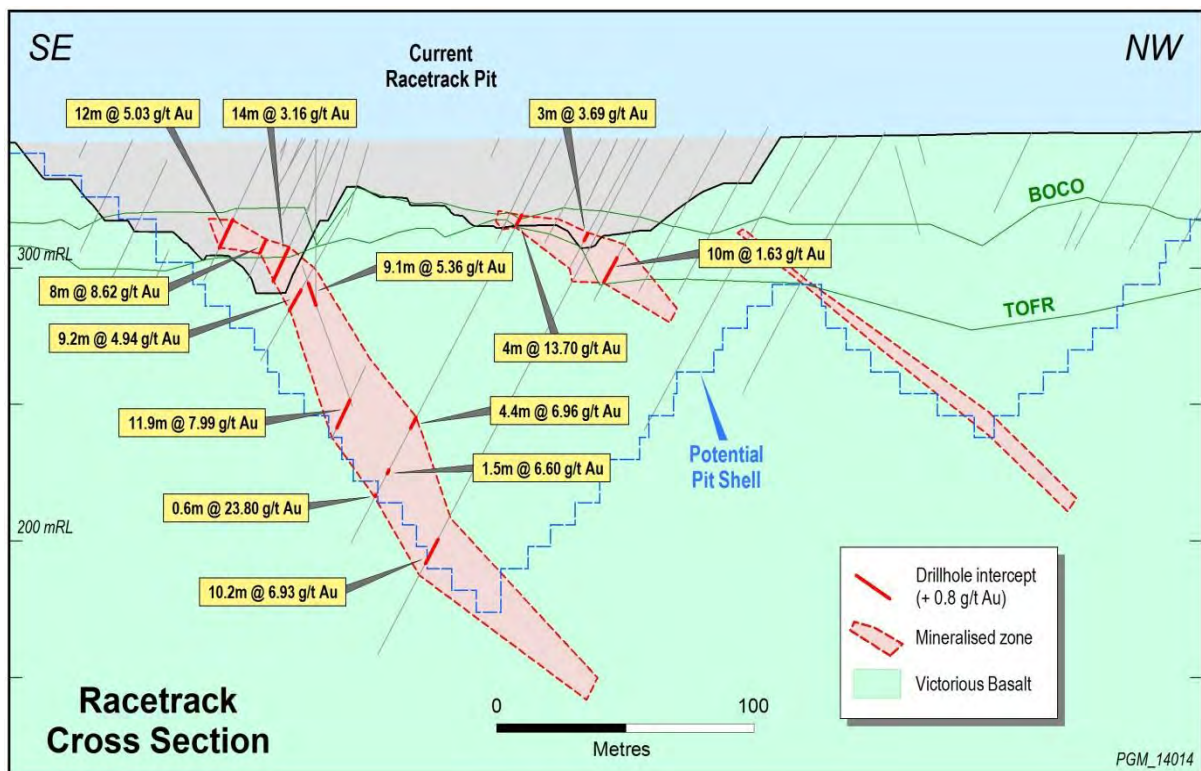 SE
Current
Racetrack Pit
NW
12m @ 5.03 g/t Au
14m @ 3.16 g/t Au
3m @ 3.69 g/t Au
BOCO
300 mRL
9.1m @ 5.36 g/t Au
10m @ 1.63 g/t Au
8m @ 8.62 g/t Au
TOFR
9.2m @ 4.94 g/t Au
4m @ 13.70 g/t Au
11.9m @ 7.99 g/t Au
4.4m @ 6.96 g/t Au
Potential
Pit Shell
1.5m @ 6.60 g/t Au
0.6m @ 23.80 g/t Au
200 mRL
10.2m @ 6.93 g/t Au
Drillhole intercept
(+ 0.8 g/t Au)
Mineralised zone
Victorious Basalt
Racetrack
Cross Section
0
100
Metres
PGM_14014